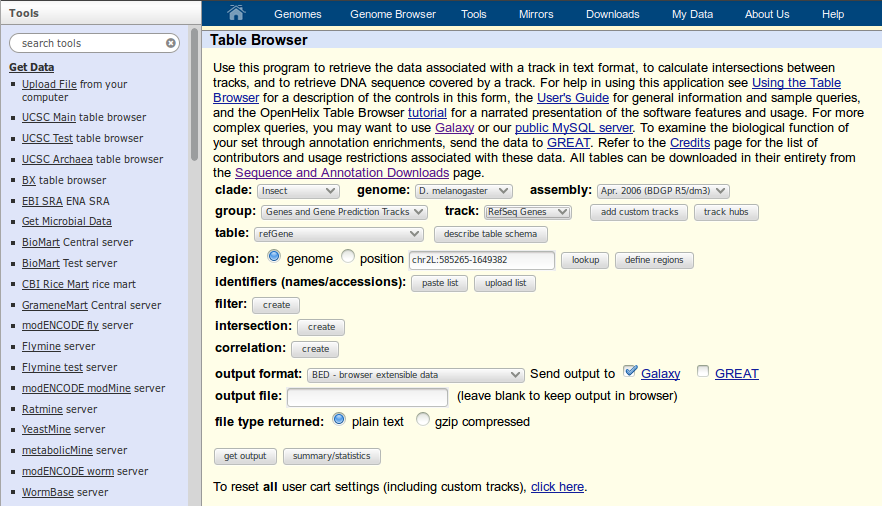 Tools
search tools
Get Data
Upload File from your
computer
UCSC Main table browser
UCSC Test table browser
UCSC Archaea table browser
BX table browser
EBI SRA ENA SRA
Get Microbial Data
BioMart Central server
BioMart Test server
CBI Rice Mart rice mart
GrameneMart Central server
modENCODE fly server
Flymine server
Flymine test server
modENCODE modMine server
Ratmine server
YeastMine server
metabolicMine server
modENCODE worm server
WormBase server
Genomes Genome Browser Tools Mirrors Downloads My Data About Us Help
Table Browser
Use this program to retrieve the data associated with a track in text format, to calculate intersections between
tracks, and to retrieve DNA sequence covered by a track. For help in using this application see Using the Table
Browser for a description of the controls in this form, the User's Guide for general information and sample queries,
and the OpenHelix Table Browser tutorial for a narrated presentation of the software features and usage. For more
complex queries, you may want to use Galaxy or our public MySQL server. To examine the biological function of
your set through annotation enrichments, send the data to GREAT. Refer to the Credits page for the list of
contributors and usage restrictions associated with these data. All tables can be downloaded in their entirety from
the Sequence and Annotation Downloads page.
clade: Insect genome: D. melanogaster assembly: Apr. 2006 (BDGP R5/dm3)
group: Genes and Gene Prediction Tracks track: RefSeq Genes add custom tracks track hubs
table: refGene describe table schema
region: genome position chr2L:585265-1649382 lookup define regions
identifiers (names/accessions): paste list upload list
filter: create
intersection: create
correlation: create
output format: BED - browser extensible data Send output to Galaxy GREAT
output file: (leave blank to keep output in browser)
file type returned: plain text gzip compressed
get output summary/statistics
To reset all user cart settings (including custom tracks), click here.